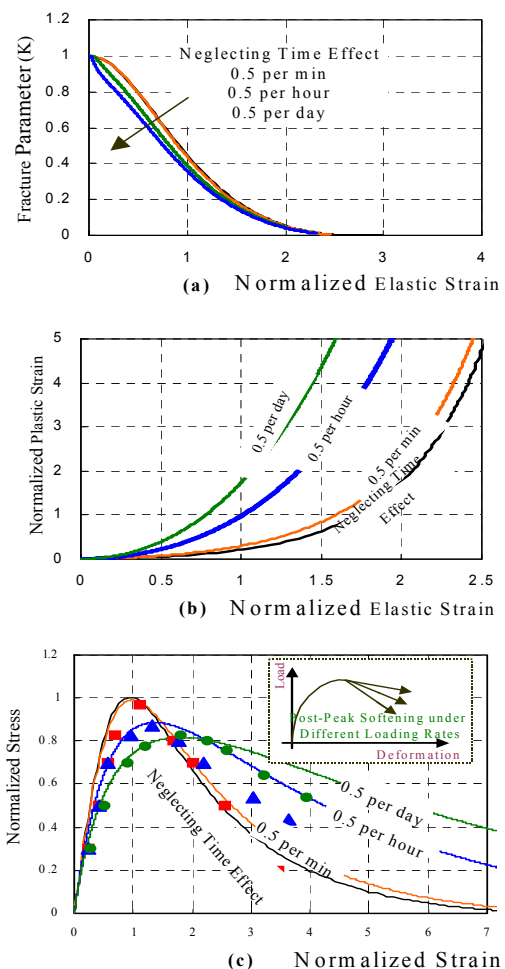 1.2
1
0.8
0.6
0.4
0.2
0
Fracture Parameter (K)
Neglecting Time Effect
0.5 per min
0.5 per hour
0.5 per day
0 1 2 3 4
(a) Normalized Elastic Strain
5
4
3
2
1
0
Normalized Plastic Strain
0.5 per day
0.5 per hour
0.5 per min
Neglecting Time
Effect
0 0.5 1 1.5 2 2.5
(b) Normalized Elastic Strain
1.2
1
0.8
0.6
0.4
0.2
0
Normalized Stress
Load
Post-Peak Softening under
Different Loading Rates
Deformation
0.5 per day
0.5 per hour
0.5 per min
Neglecting Time Effect
0 1 2 3 4 5 6 7
(c) Normalized Strain